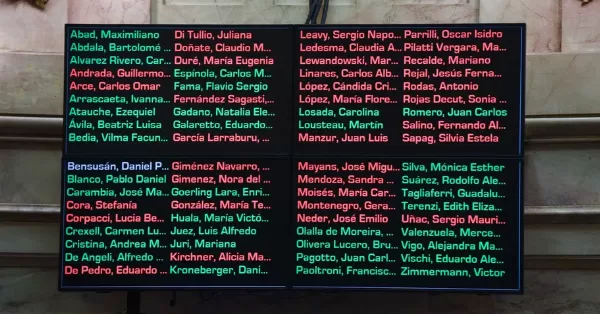 Abad, Maximiliano
Abdala, Bartolomé ...
Alvarez Rivero, Car...
Andrada, Guillermo...
Arce, Carlos Omar
Arrascaeta, Ivanna...
Atauche, Ezequiel
Ávila, Beatriz Luisa
Bedia, Vilma Facun...
Di Tullio, Juliana
Doñate, Claudio M...
Duré, María Eugenia
Espínola, Carlos M...
Fama, Flavio Sergio
Fernández Sagasti,...
Gadano, Natalia Ele...
Galaretto, Eduardo...
García Larraburu, ...
Leavy, Sergio Napo...
Ledesma, Claudia A...
Lewandowski, Mar...
Linares, Carlos Alb...
López, Cándida Cri...
López, María Flore...
Losada, Carolina
Lousteau, Martín
Manzur, Juan Luis
Parrilli, Oscar Isidro
Pilatti Vergara, Ma...
Recalde, Mariano
Rejal, Jesús Ferna...
Rodas, Antonio
Rojas Decut, Sonia ...
Romero, Juan Carlos
Salino, Fernando Al...
Sapag, Silvia Estela
Bensusán, Daniel P...
Blanco, Pablo Daniel
Carambia, José Ma...
Cora, Stefanía
Corpacci, Lucia Be...
Crexell, Carmen Lu...
Cristina, Andrea M...
De Angeli, Alfredo ...
De Pedro, Eduardo ...
Giménez Navarro, ...
Gimenez, Nora del ...
Goerling Lara, Enri...
González, María Te...
Huala, María Victó...
Juez, Luis Alfredo
Juri, Mariana
Kirchner, Alicia Ma...
Kroneberger, Dani...
Mayans, José Migu...
Mendoza, Sandra ...
Moisés, María Car...
Montenegro, Gera...
Neder, José Emilio
Olalla de Moreira, ...
Olivera Lucero, Bru...
Pagotto, Juan Carl...
Paoltroni, Francisc...
Silva, Mónica Esther
Suárez, Rodolfo Ale...
Tagliaferri, Guadalu...
Terenzi, Edith Eliza...
Uñac, Sergio Mauri...
Valenzuela, Merce...
Vigo, Alejandra Ma...
Vischi, Eduardo Ale...
Zimmermann, Victor